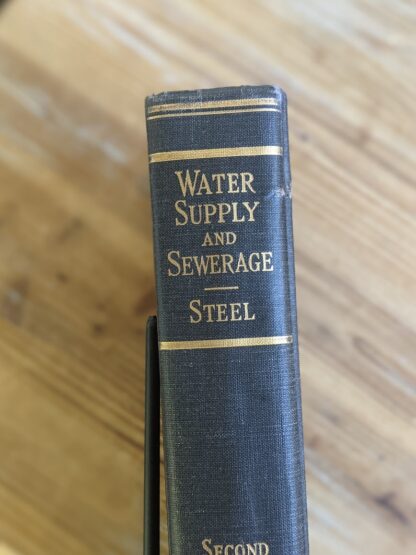 WATER
SUPPLY
AND
SEWERAGE
STEEL
SECOND